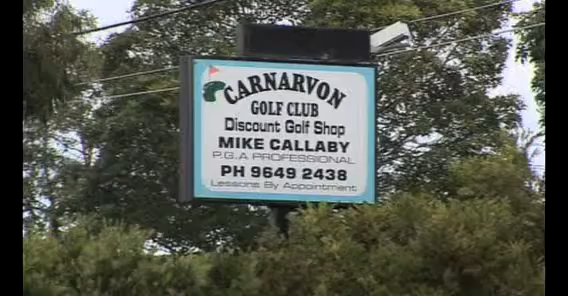 CARNARVON
GOLF CLUB
Discount Golf Shop
MIKE CALLABY
P.G.A PROFESSIONAL
PH 9649 2438
Lessons By Appointment